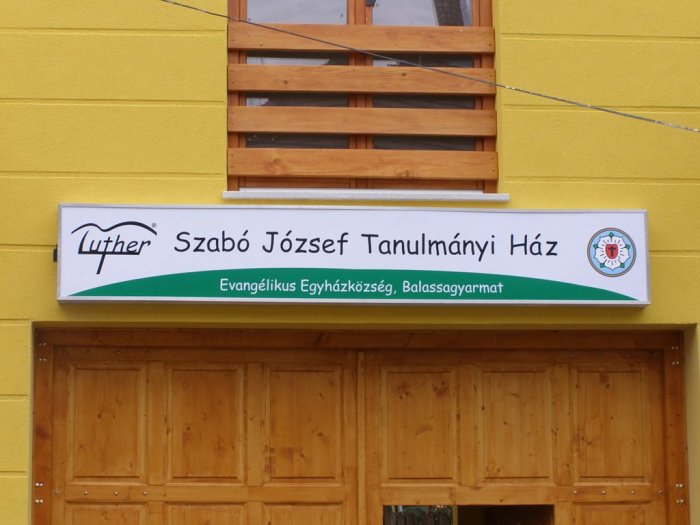 Luther®
Szabó József Tanulmányi Ház
Evangélikus Egyházközség, Balassagyarmat